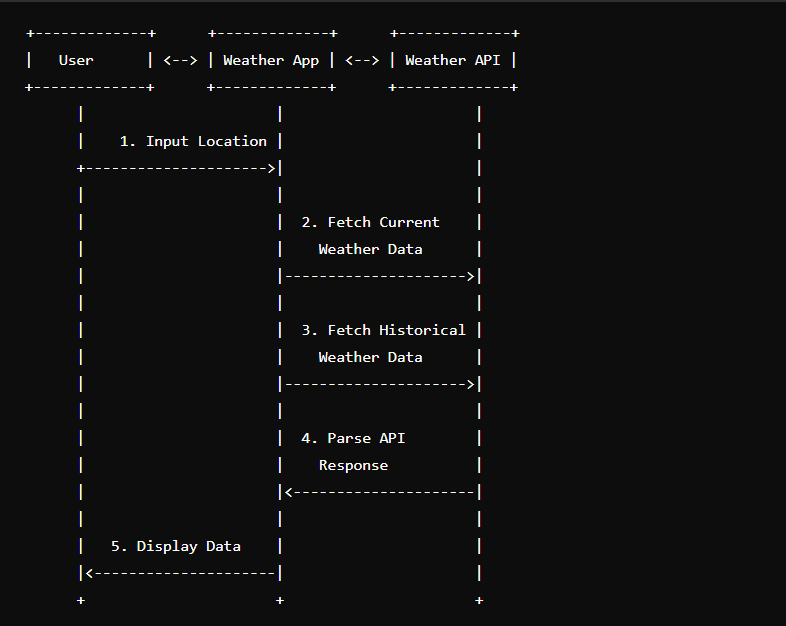 +-------------+      +-------------+      +-------------+
|   User      | <--> | Weather App | <--> | Weather API |
+-------------+      +-------------+      +-------------+
      |                      |                      |
      |    1. Input Location |                      |
      +--------------------->|                      |
      |                      |                      |
      |                      |  2. Fetch Current    |
      |                      |    Weather Data      |
      |                      |--------------------->|
      |                      |                      |
      |                      |  3. Fetch Historical |
      |                      |    Weather Data      |
      |                      |--------------------->|
      |                      |                      |
      |                      |  4. Parse API        |
      |                      |    Response          |
      |                      |<---------------------|
      |                      |                      |
      |   5. Display Data    |                      |
      |<---------------------|                      |
      +                      +                      +